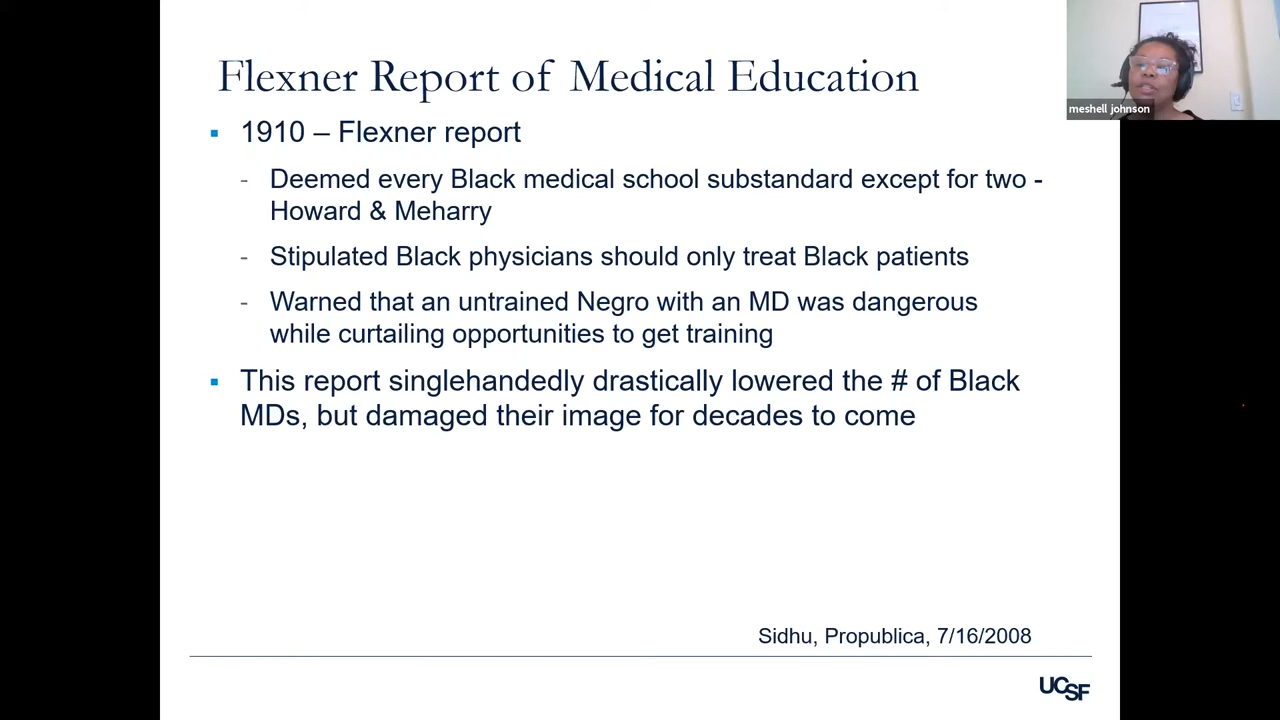 Flexner Report of Medical Education
meshell johnson
▪ 1910 – Flexner report
- Deemed every Black medical school substandard except for two -
Howard & Meharry
- Stipulated Black physicians should only treat Black patients
- Warned that an untrained Negro with an MD was dangerous
while curtailing opportunities to get training
▪ This report singlehandedly drastically lowered the # of Black
MDs, but damaged their image for decades to come
Sidhu, Propublica, 7/16/2008
UCSF